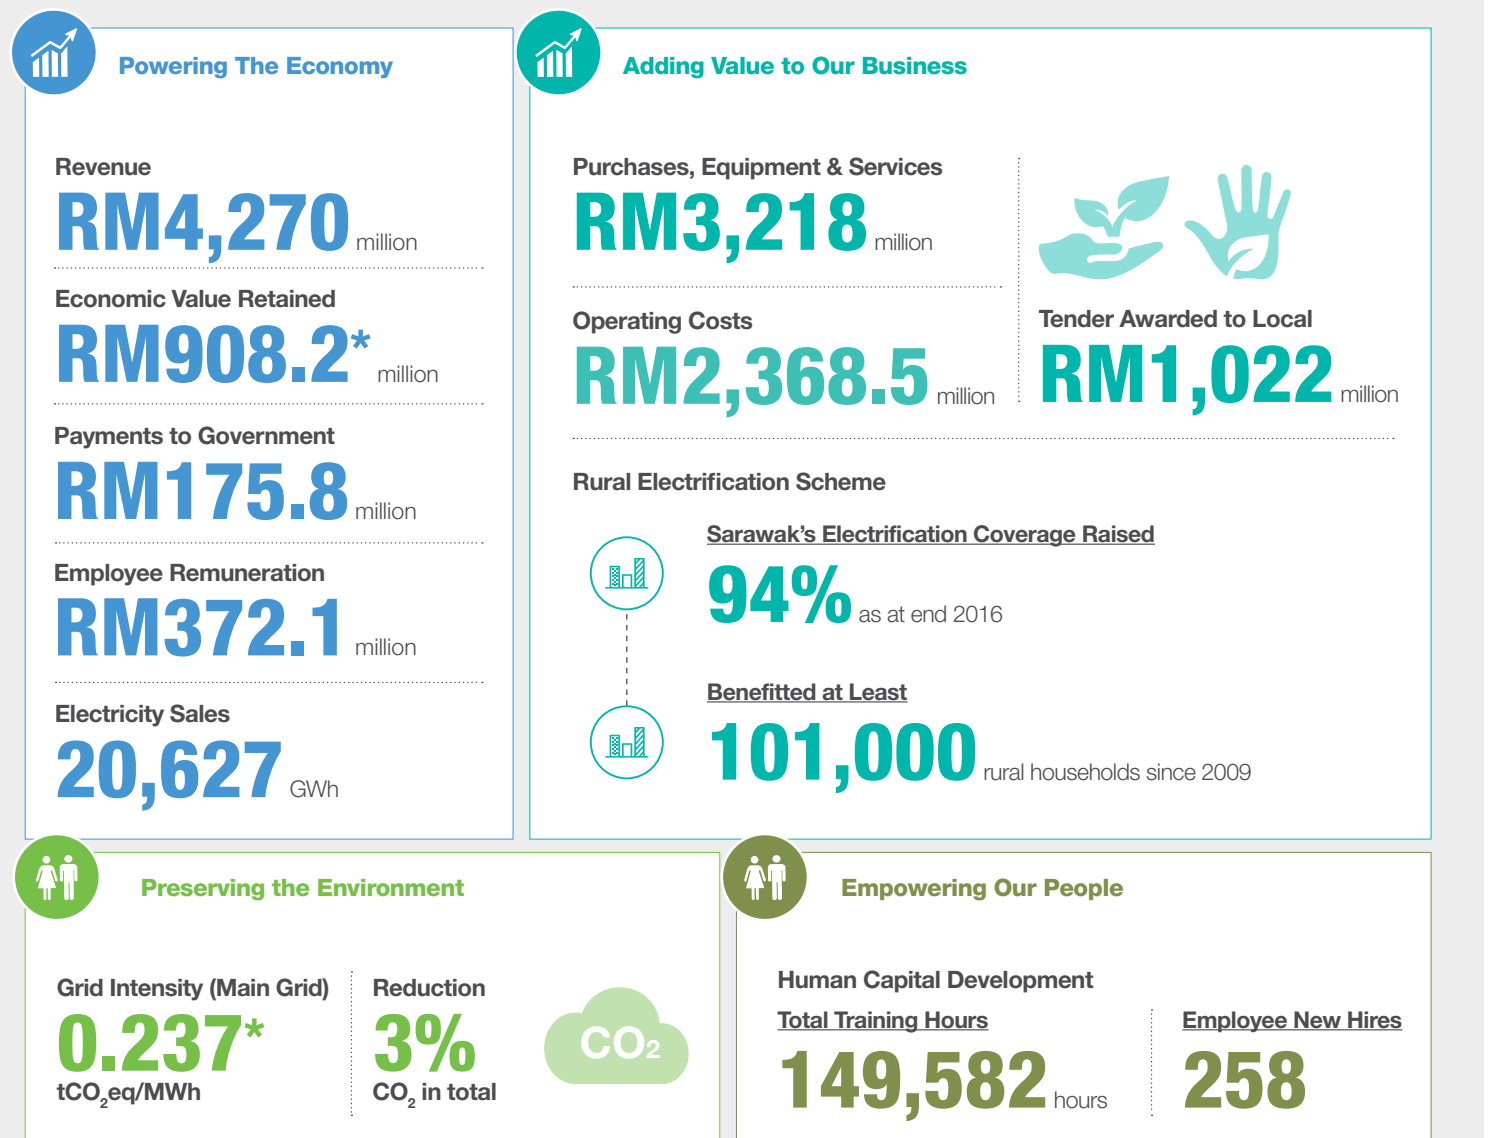 Powering The Economy
Revenue
RM4,270 million
Economic Value Retained
RM908.2* million
Payments to Government
RM175.8 million
Employee Remuneration
RM372.1 million
Electricity Sales
20,627 GWh
Adding Value to Our Business
Purchases, Equipment & Services
RM3,218 million
Operating Costs
RM2,368.5 million
Tender Awarded to Local
RM1,022 million
Rural Electrification Scheme
Sarawak’s Electrification Coverage Raised
94% as at end 2016
Benefitted at Least
101,000 rural households since 2009
Preserving the Environment
Grid Intensity (Main Grid)
0.237*
tCO₂eq/MWh
Reduction
3%
CO₂ in total
CO₂
Empowering Our People
Human Capital Development
Total Training Hours
149,582 hours
Employee New Hires
258